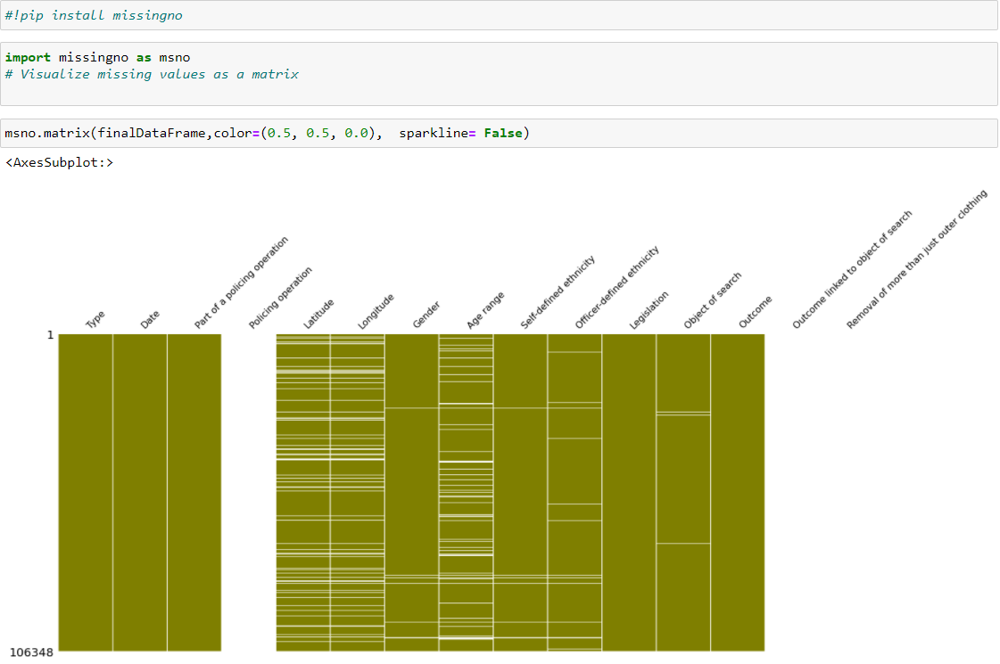 #!pip install missingno
import missingno as msno
# Visualize missing values as a matrix
msno.matrix(finalDataFrame,color=(0.5, 0.5, 0.0),  sparkline= False)
<AxesSubplot:>
Type
Date
Part of a policing operation
Policing operation
Latitude
Longitude
Gender
Age range
Self-defined ethnicity
Officer-defined ethnicity
Legislation
Object of search
Outcome
Outcome linked to object of search
Removal of more than just outer clothing
1
106348